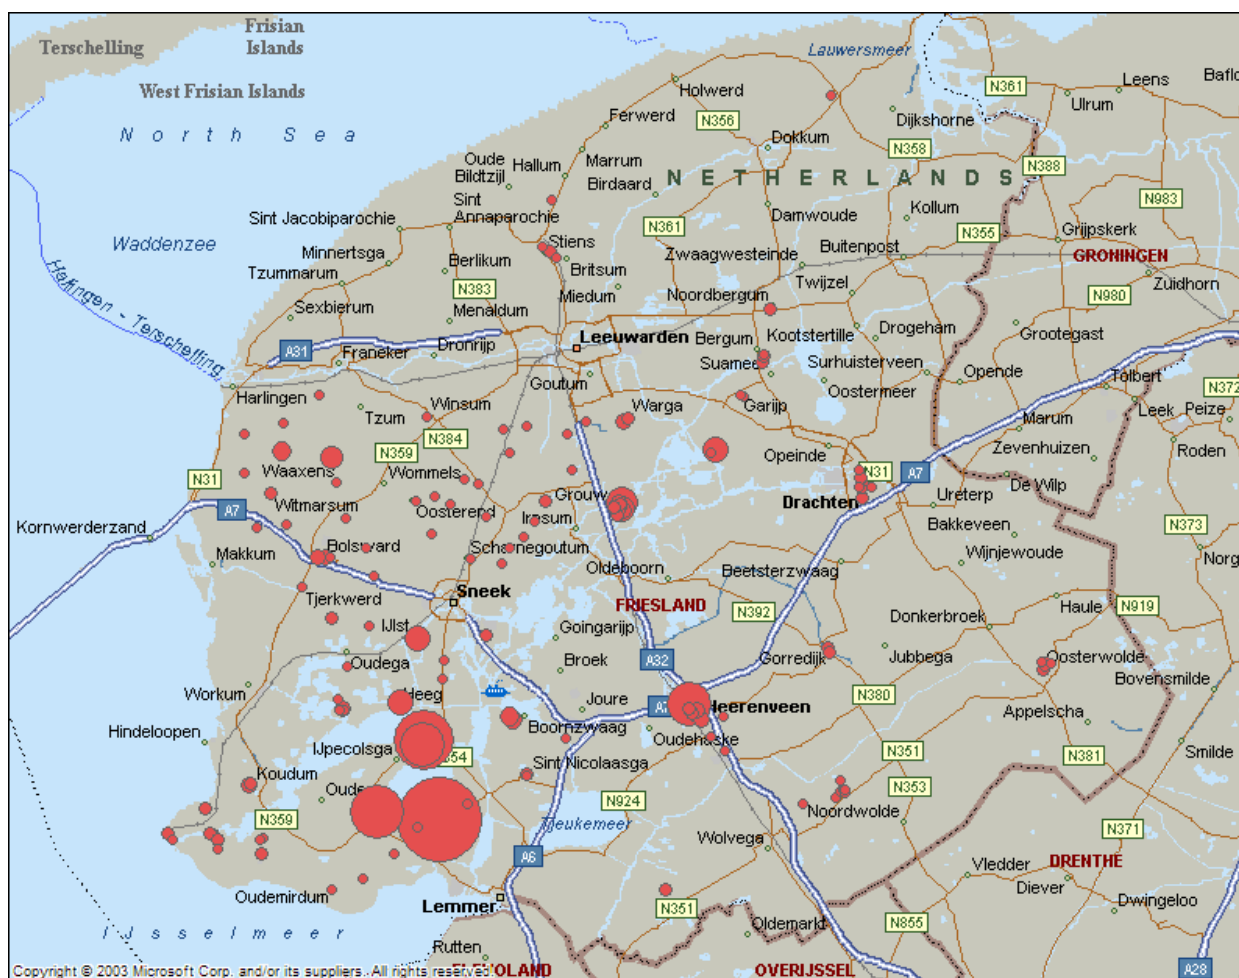 Frisian
Islands
Terschelling
West Frisian Islands
North Sea
Lauwersmeer
Holwerd
N361
Leens
Ulrum
N356
Ferwerd
Dijkshorne
Dokkum
N358
Oude
Bildtzijl
Hallum
Marrum
Birdaard
NETHERLANDS
N388
N983
Sint
Annaparochie
Sint Jacobiparochie
Damwoude
Kollum
N361
N355
Grijpskerk
Waddenzee
Minnertsga
Stiens
Zwaagwesteinde
Buitenpost
GRONINGEN
Tzummarum
Berlikum
Britsum
Twijzel
Zuidhorn
N383
Miedum
Noordbergum
N980
Harlingen - Terschelling
Sexbierum
Menaldum
Leeuwarden
Bergum
Kootstertille
Drogeham
Grootegast
A31
Franeker
Dronrijp
Suameer
Surhuisterveen
Goutum
Oostermeer
Opende
Tolbert
N372
Harlingen
Tzum
Winsum
Warga
Garijp
Leek
Peize
N384
Marum
N359
Opeinde
Zevenhuizen
Roden
Waaxens
Wommels
N31
N31
A7
De Wilp
Witmarsum
Grouw
Drachten
Ureterp
A7
Oosterend
Irnsum
Kornwerderzand
Bakkeveen
N373
Makkum
Bolsward
Scharnegoutum
Wijnjewoude
Norg
Oldeboorn
Beetsterzwaag
Sneek
Tjerkwerd
FRIESLAND
N392
Donkerbroek
Haule
N919
IJlst
Goingarijp
Oudega
Broek
A32
Gorredijk
Jubbega
Oosterwolde
Workum
Heeg
Joure
A7
Heerenveen
N380
Bovensmilde
Hindeloopen
Boornzwaag
Oudehaske
Appelscha
IJpecolsga
N354
Sint Nicolaasga
N351
N381
Smilde
Koudum
Oude
N924
Noordwolde
N353
N359
Tjeukemeer
Wolvega
N371
A6
Vledder
DRENTHE
Oudemirdum
Diever
Lemmer
N351
Dwingeloo
IJsselmeer
Oldemarkt
N855
Rutten
FLEVOLAND
OVERIJSSEL
A28
Copyright © 2003 Microsoft Corp. and/or its suppliers. All rights reserved.